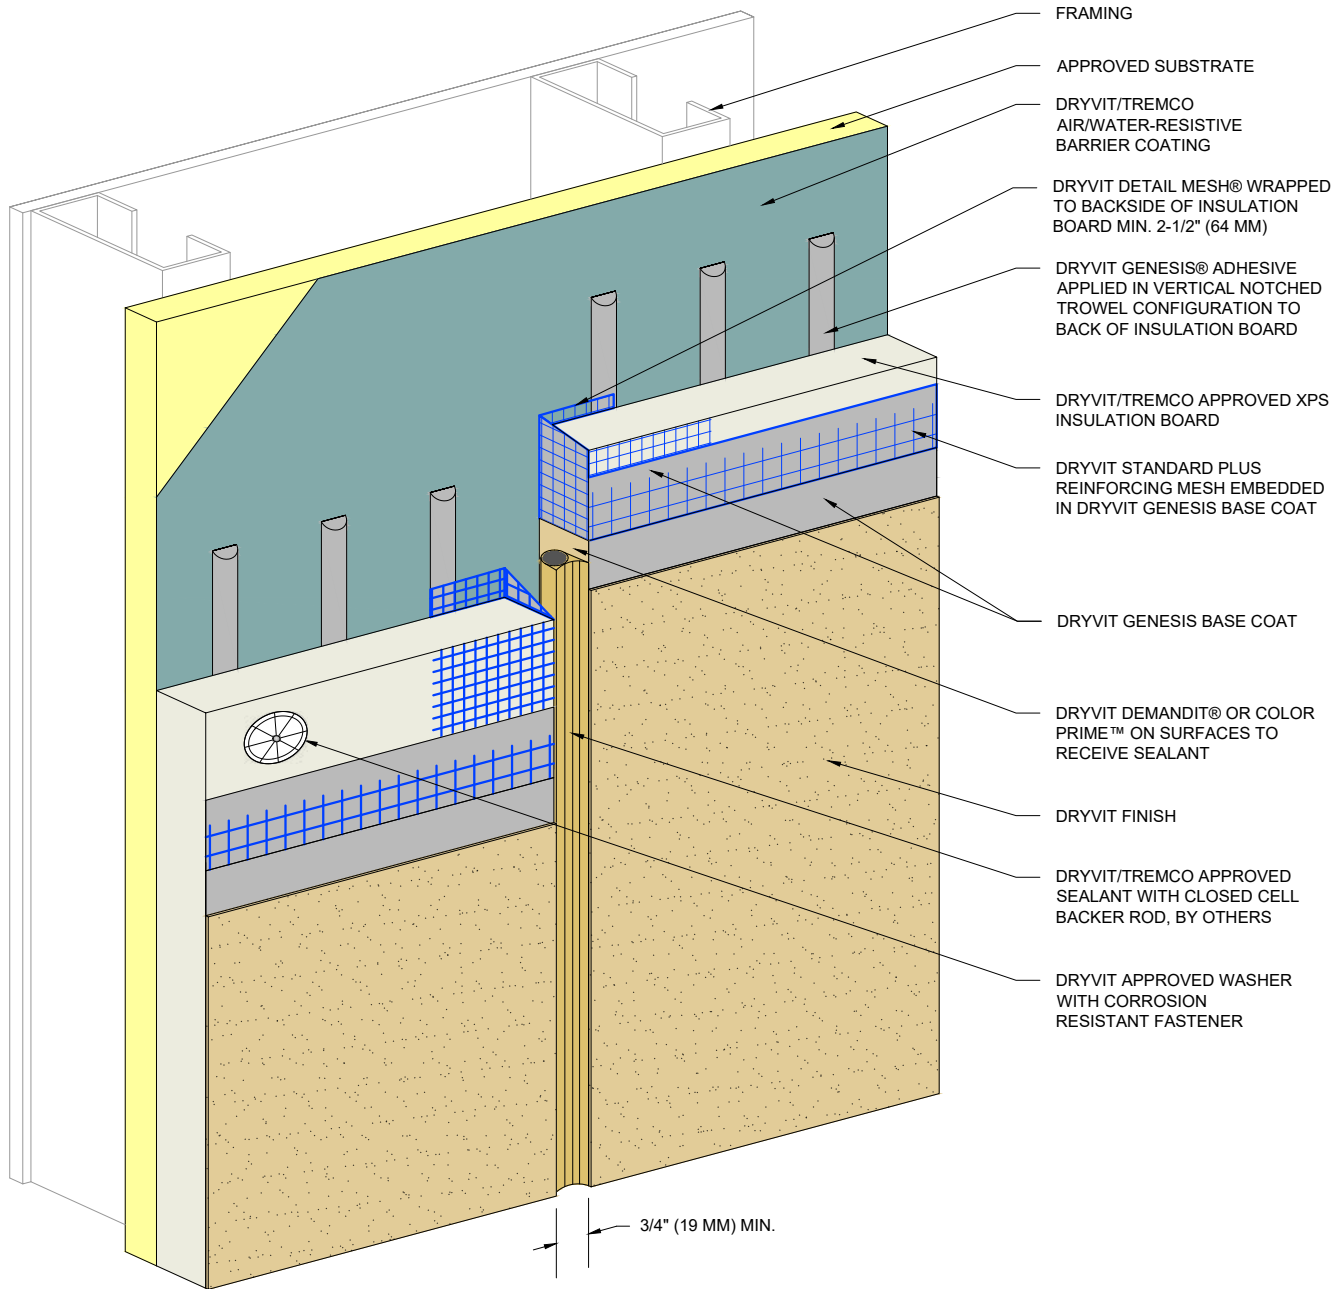 FRAMING
APPROVED SUBSTRATE
DRYVIT/TREMCO
AIR/WATER-RESISTIVE
BARRIER COATING
DRYVIT DETAIL MESH® WRAPPED
TO BACKSIDE OF INSULATION
BOARD MIN. 2-1/2" (64 MM)
DRYVIT GENESIS® ADHESIVE
APPLIED IN VERTICAL NOTCHED
TROWEL CONFIGURATION TO
BACK OF INSULATION BOARD
DRYVIT/TREMCO APPROVED XPS
INSULATION BOARD
DRYVIT STANDARD PLUS
REINFORCING MESH EMBEDDED
IN DRYVIT GENESIS BASE COAT
DRYVIT GENESIS BASE COAT
DRYVIT DEMANDIT® OR COLOR
PRIME™ ON SURFACES TO
RECEIVE SEALANT
DRYVIT FINISH
DRYVIT/TREMCO APPROVED
SEALANT WITH CLOSED CELL
BACKER ROD, BY OTHERS
DRYVIT APPROVED WASHER
WITH CORROSION
RESISTANT FASTENER
3/4" (19 MM) MIN.